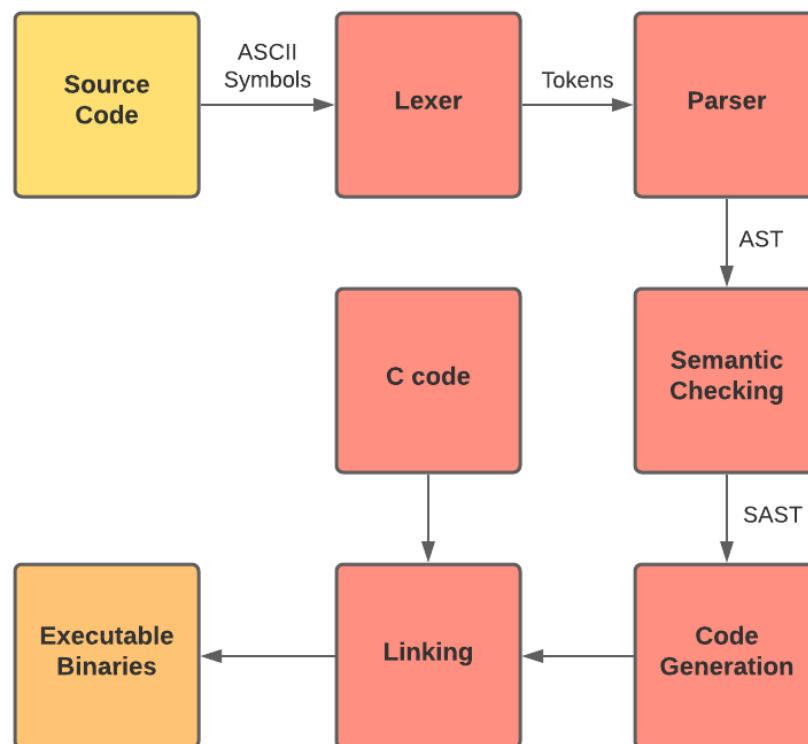 Source
Code
ASCII
Symbols
Lexer
Tokens
Parser
AST
C code
Semantic
Checking
SAST
Executable
Binaries
Linking
Code
Generation